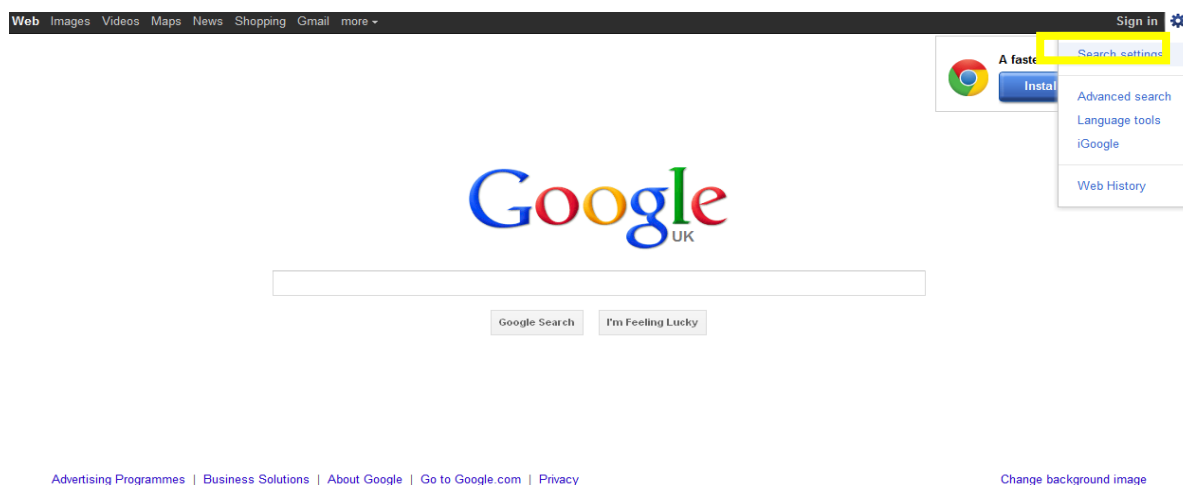 Web Images Videos Maps News Shopping Gmail more
Sign in
A faste
Instal
Search settings
Advanced search
Language tools
iGoogle
Web History
Google
UK
Google Search
I'm Feeling Lucky
Advertising Programmes | Business Solutions | About Google | Go to Google.com | Privacy
Change background image